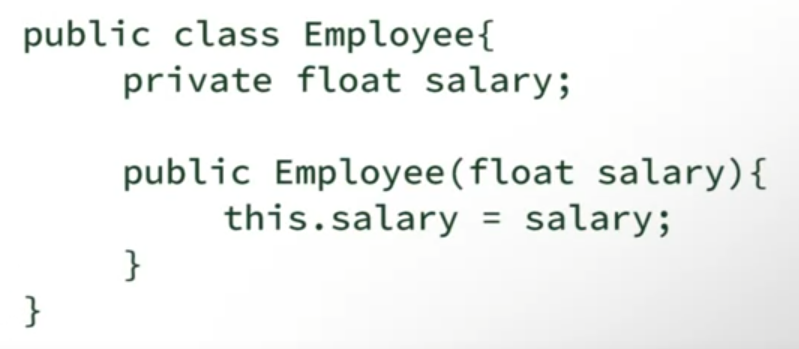 public class Employee{
private float salary;
public Employee(float salary){
this.salary = salary;
}
}